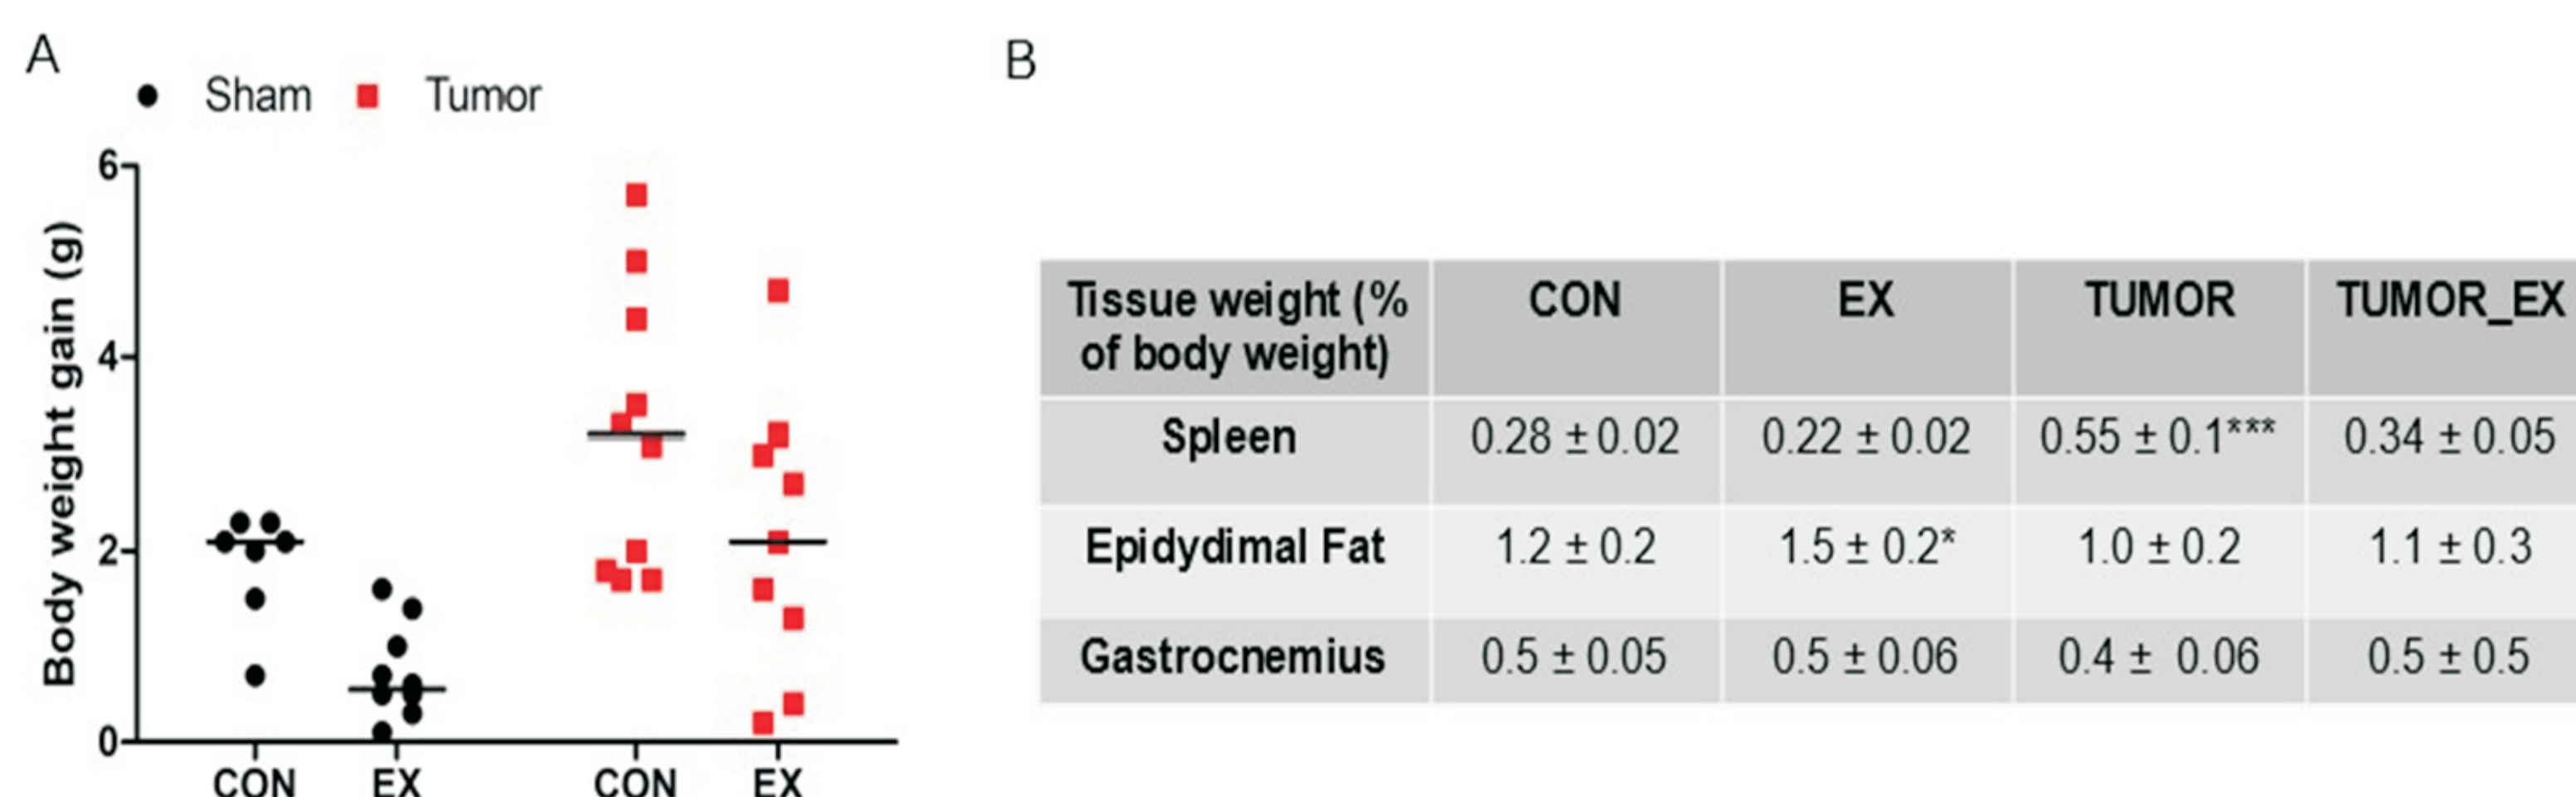 A
Sham Tumor
6
4
2
0
Body weight gain (g)
CON EX CON EX
B
Tissue weight (% of body weight) CON EX TUMOR TUMOR_EX
Spleen 0.28 ± 0.02 0.22 ± 0.02 0.55 ± 0.1*** 0.34 ± 0.05
Epidydimal Fat 1.2 ± 0.2 1.5 ± 0.2* 1.0 ± 0.2 1.1 ± 0.3
Gastrocnemius 0.5 ± 0.05 0.5 ± 0.06 0.4 ± 0.06 0.5 ± 0.5